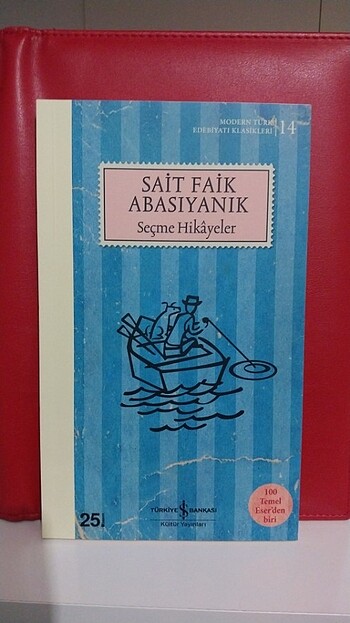 MODERN TÜRK
EDEBİYATI KLASİKLERİ 14
SAİT FAİK
ABASIYANIK
Seçme Hikâyeler
100
Temel
Eser'den
biri
25.
TÜRKİYE İŞ BANKASI
Kültür Yayınları